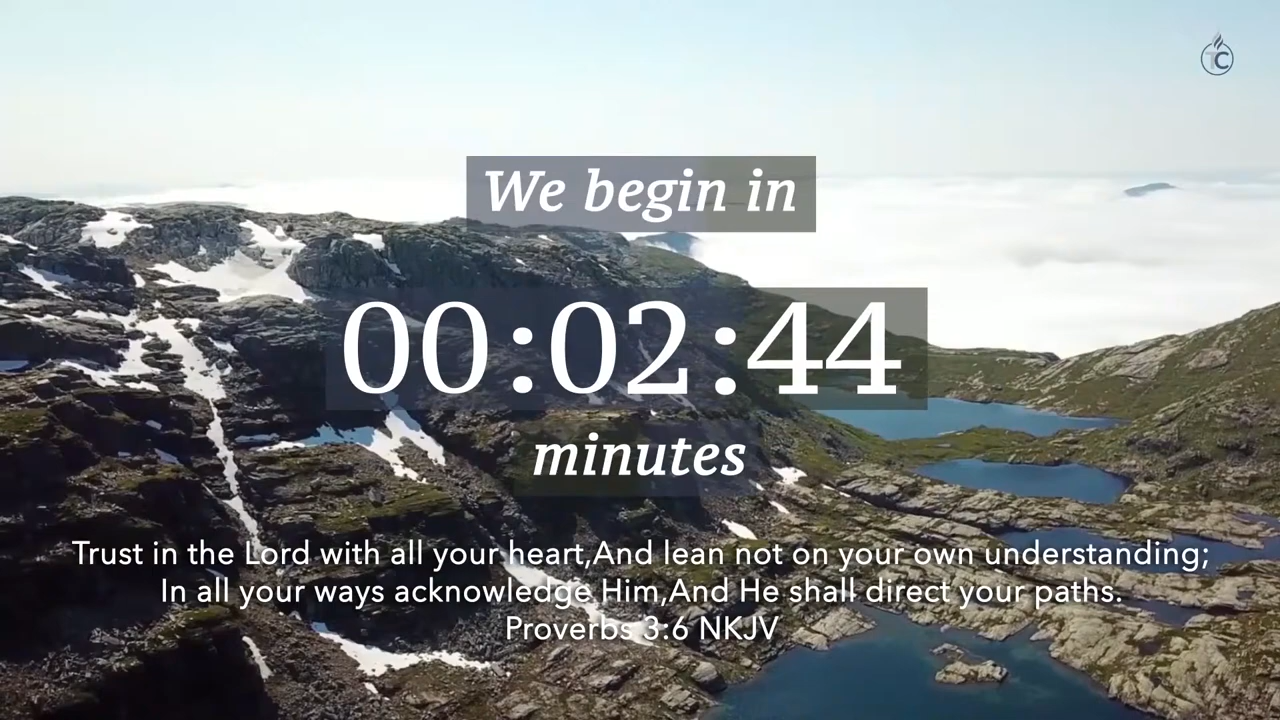 TC
We begin in
00:02:44
minutes
Trust in the Lord with all your heart,And lean not on your own understanding;
In all your ways acknowledge Him,And He shall direct your paths.
Proverbs 3:6 NKJV